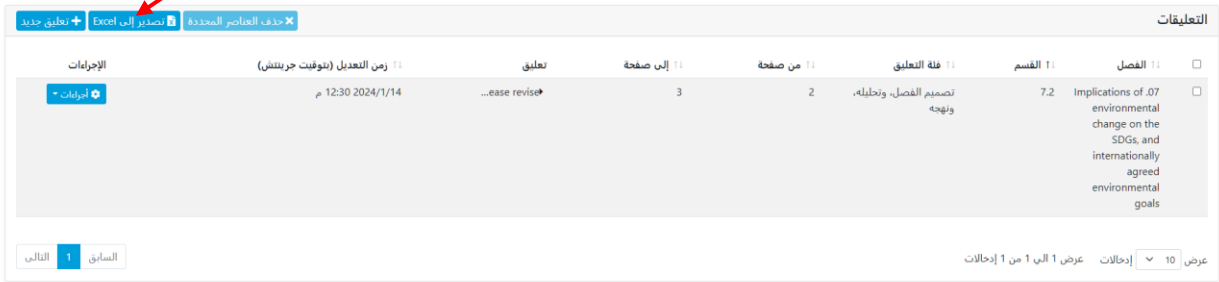 التعليقات
حذف العناصر المحددة
تصدير إلى Excel
تعليق جديد
الفصل
القسم
فئة التعليق
من صفحة
إلى صفحة
تعليق
زمن التعديل (بتوقيت جرينتش)
الإجراءات
07. Implications of
environmental
change on the
SDGs, and
internationally
agreed
environmental
goals
7.2
تصميم الفصل، وتحليله،
ونهجه
2
3
...ease revise
2024/1/14 12:30 م
أجراءات
عرض 10 إدخالات
عرض 1 الي 1 من 1 إدخالات
السابق 1 التالى